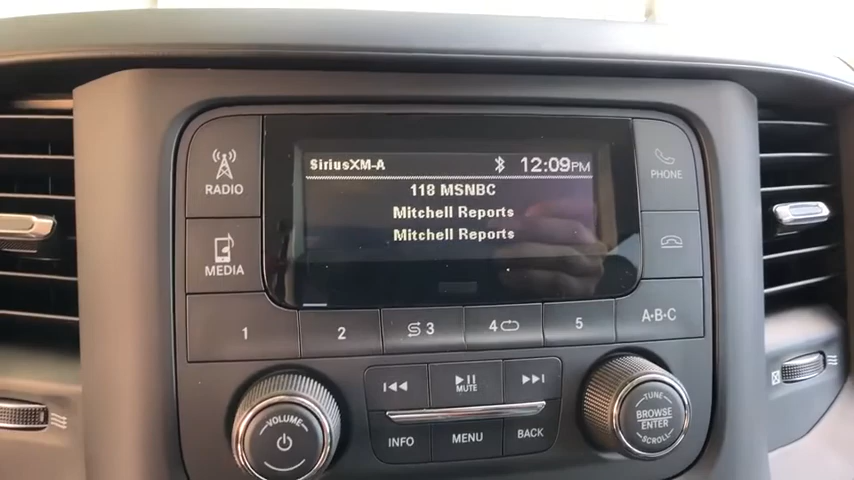 SiriusXM-A 12:09PM
118 MSNBC
Mitchell Reports
Mitchell Reports
RADIO
MEDIA
PHONE
1 2 3 4 5 A·B·C
MUTE
VOLUME
INFO MENU BACK
TUNE
BROWSE
ENTER
SCROLL